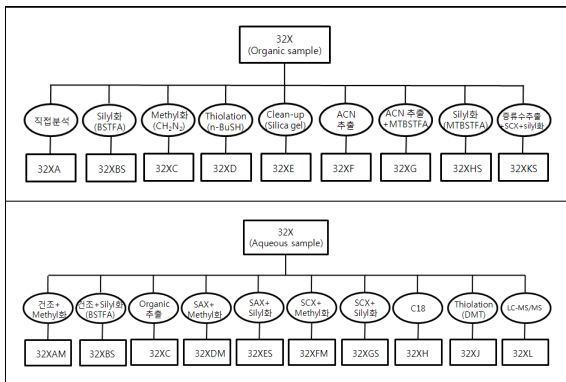 32X
(Organic sample)
직접분석
Silyl화
(BSTFA)
Methyl화
(CH₂N₂)
Thiolation
(n-BuSH)
Clean-up
(Silica gel)
ACN
추출
ACN 추출
+MTBSTFA
Silyl화
(MTBSTFA)
증류수추출
+SCX+silyl화
32XA
32XBS
32XC
32XD
32XE
32XF
32XG
32XHS
32XKS
32X
(Aqueous sample)
건조+
Methyl화
건조+Silyl화
(BSTFA)
Organic
추출
SAX+
Methyl화
SAX+
Silyl화
SCX+
Methyl화
SCX+
Silyl화
C18
Thiolation
(DMT)
LC-MS/MS
32XAM
32XBS
32XC
32XDM
32XES
32XFM
32XGS
32XH
32XJ
32XL